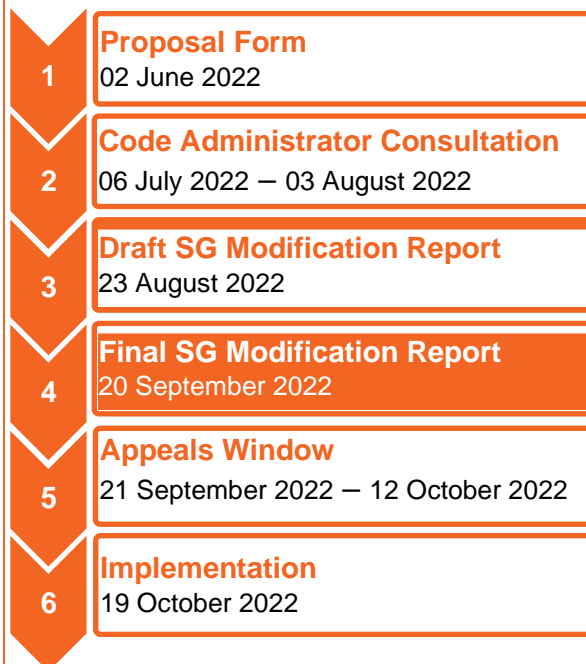 1
Proposal Form
02 June 2022
2
Code Administrator Consultation
06 July 2022 – 03 August 2022
3
Draft SG Modification Report
23 August 2022
4
Final SG Modification Report
20 September 2022
5
Appeals Window
21 September 2022 – 12 October 2022
6
Implementation
19 October 2022